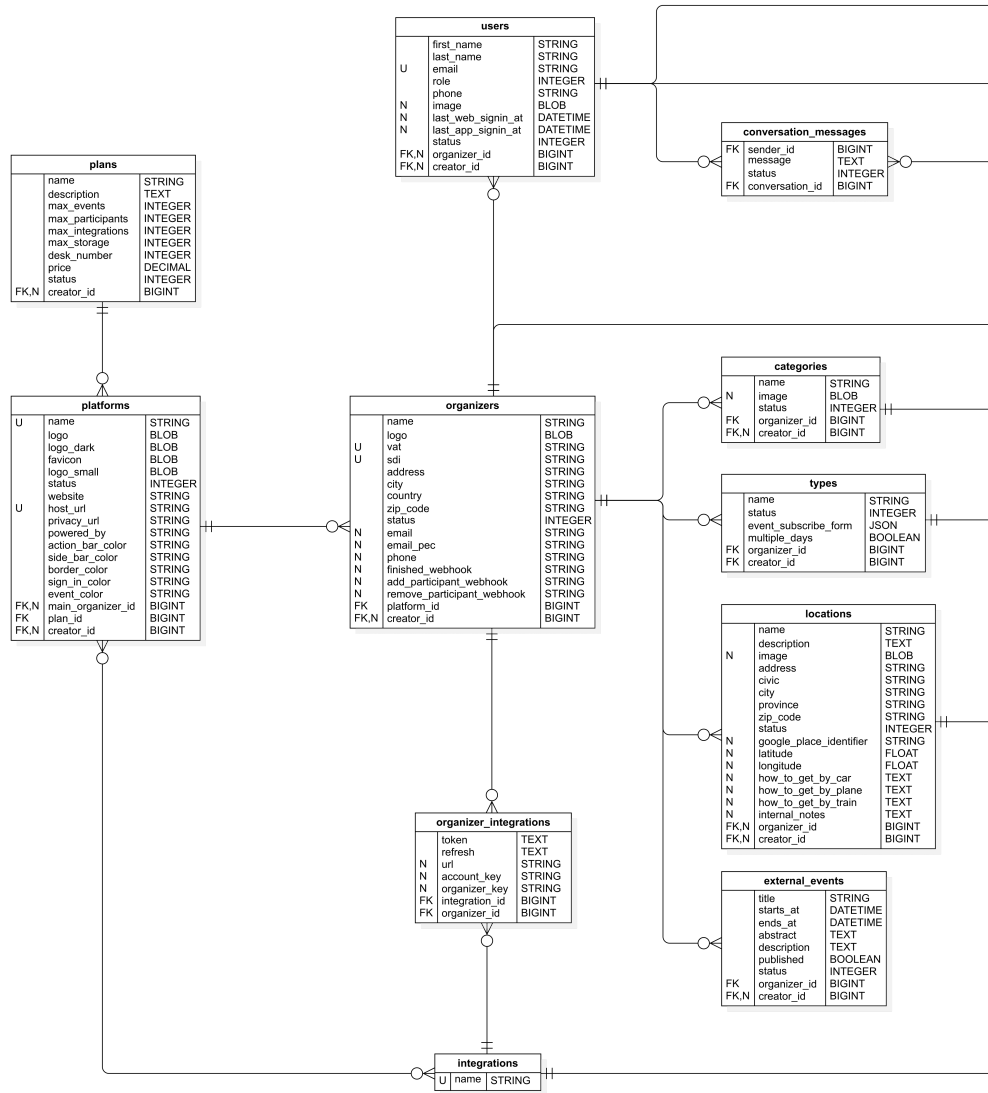 users
first_name STRING
last_name STRING
U email STRING
role INTEGER
phone STRING
N image BLOB
N last_web_signin_at DATETIME
N last_app_signin_at DATETIME
status INTEGER
FK,N organizer_id BIGINT
FK,N creator_id BIGINT
conversation_messages
FK sender_id BIGINT
message TEXT
status INTEGER
FK conversation_id BIGINT
plans
name STRING
description TEXT
max_events INTEGER
max_participants INTEGER
max_integrations INTEGER
max_storage INTEGER
desk_number INTEGER
price DECIMAL
status INTEGER
FK,N creator_id BIGINT
platforms
U name STRING
logo BLOB
logo_dark BLOB
favicon BLOB
logo_small BLOB
status INTEGER
website STRING
U host_url STRING
privacy_url STRING
powered_by STRING
action_bar_color STRING
side_bar_color STRING
border_color STRING
sign_in_color STRING
event_color STRING
FK,N main_organizer_id BIGINT
FK plan_id BIGINT
FK,N creator_id BIGINT
organizers
name STRING
logo BLOB
U vat STRING
U sdi STRING
address STRING
city STRING
country STRING
zip_code STRING
status INTEGER
N email STRING
N email_pec STRING
N phone STRING
N finished_webhook STRING
N add_participant_webhook STRING
N remove_participant_webhook STRING
FK platform_id BIGINT
FK,N creator_id BIGINT
categories
name STRING
N image BLOB
status INTEGER
FK organizer_id BIGINT
FK,N creator_id BIGINT
types
name STRING
status INTEGER
event_subscribe_form JSON
multiple_days BOOLEAN
FK organizer_id BIGINT
FK creator_id BIGINT
locations
name STRING
description TEXT
N image BLOB
address STRING
civic STRING
city STRING
province STRING
zip_code STRING
status INTEGER
N google_place_identifier STRING
N latitude FLOAT
N longitude FLOAT
N how_to_get_by_car TEXT
N how_to_get_by_plane TEXT
N how_to_get_by_train TEXT
N internal_notes TEXT
FK,N organizer_id BIGINT
FK,N creator_id BIGINT
organizer_integrations
token TEXT
refresh TEXT
N url STRING
N account_key STRING
N organizer_key STRING
FK integration_id BIGINT
FK organizer_id BIGINT
external_events
title STRING
starts_at DATETIME
ends_at DATETIME
abstract TEXT
description TEXT
published BOOLEAN
status INTEGER
FK organizer_id BIGINT
FK,N creator_id BIGINT
integrations
U name STRING